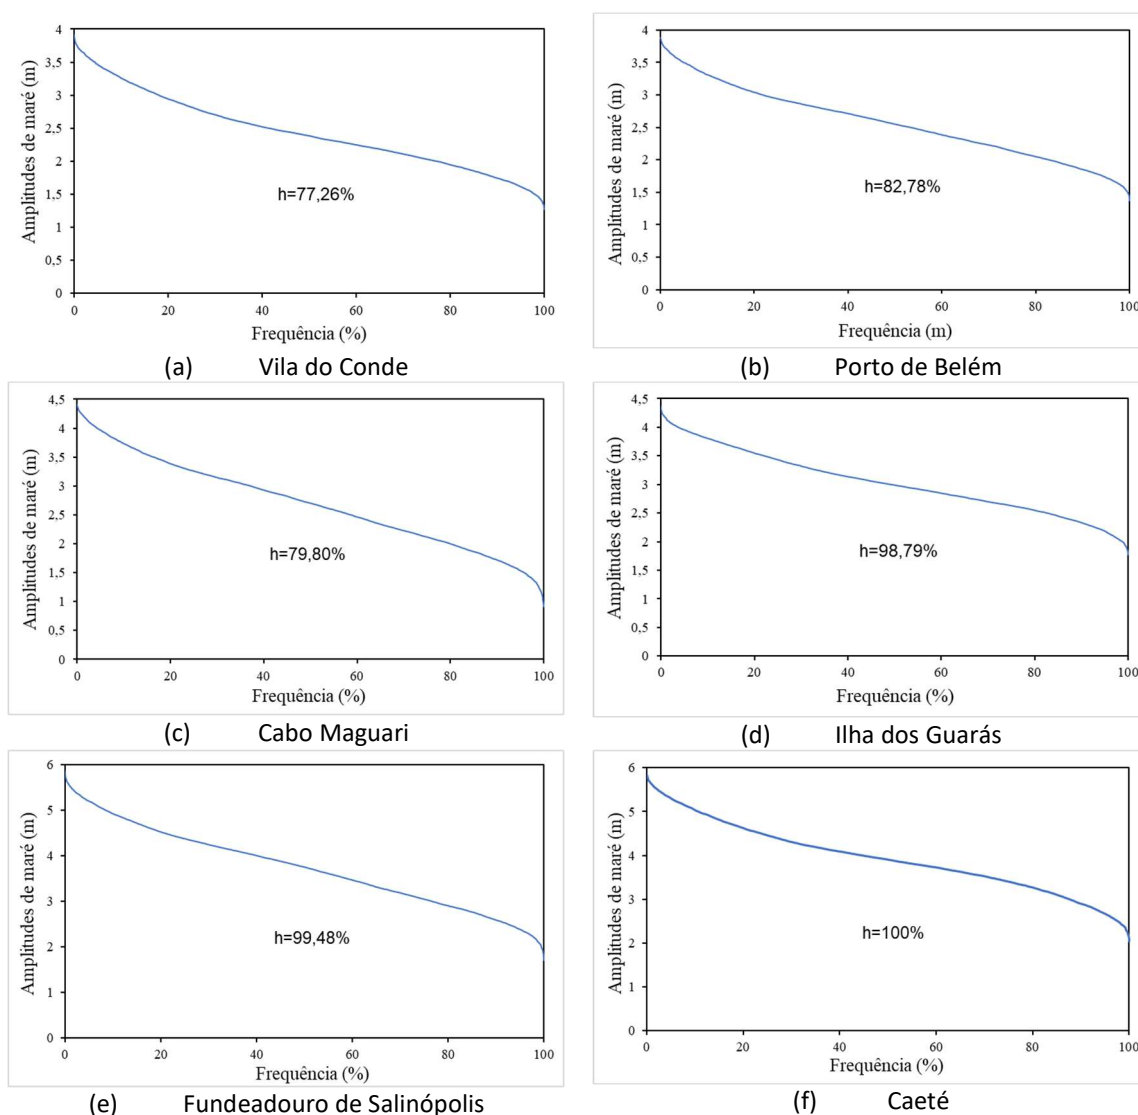 4
3,5
3
2,5
2
1,5
1
0,5
0
Amplitudes de maré (m)
h=77,26%
0 20 40 60 80 100
Frequência (%)
(a) Vila do Conde
4
3,5
3
2,5
2
1,5
1
0,5
0
Amplitudes de maré (m)
h=82,78%
0 20 40 60 80 100
Frequência (m)
(b) Porto de Belém
4,5
4
3,5
3
2,5
2
1,5
1
0,5
0
Amplitudes de maré (m)
h=79,80%
0 20 40 60 80 100
Frequência (%)
(c) Cabo Maguari
4,5
4
3,5
3
2,5
2
1,5
1
0,5
0
Amplitudes de maré (m)
h=98,79%
0 20 40 60 80 100
Frequência (%)
(d) Ilha dos Guarás
6
5
4
3
2
1
0
Amplitudes de maré (m)
h=99,48%
0 20 40 60 80 100
Frequência (%)
(e) Fundeadouro de Salinópolis
6
5
4
3
2
1
0
Amplitudes de maré (m)
h=100%
0 20 40 60 80 100
Frequência (%)
(f) Caeté